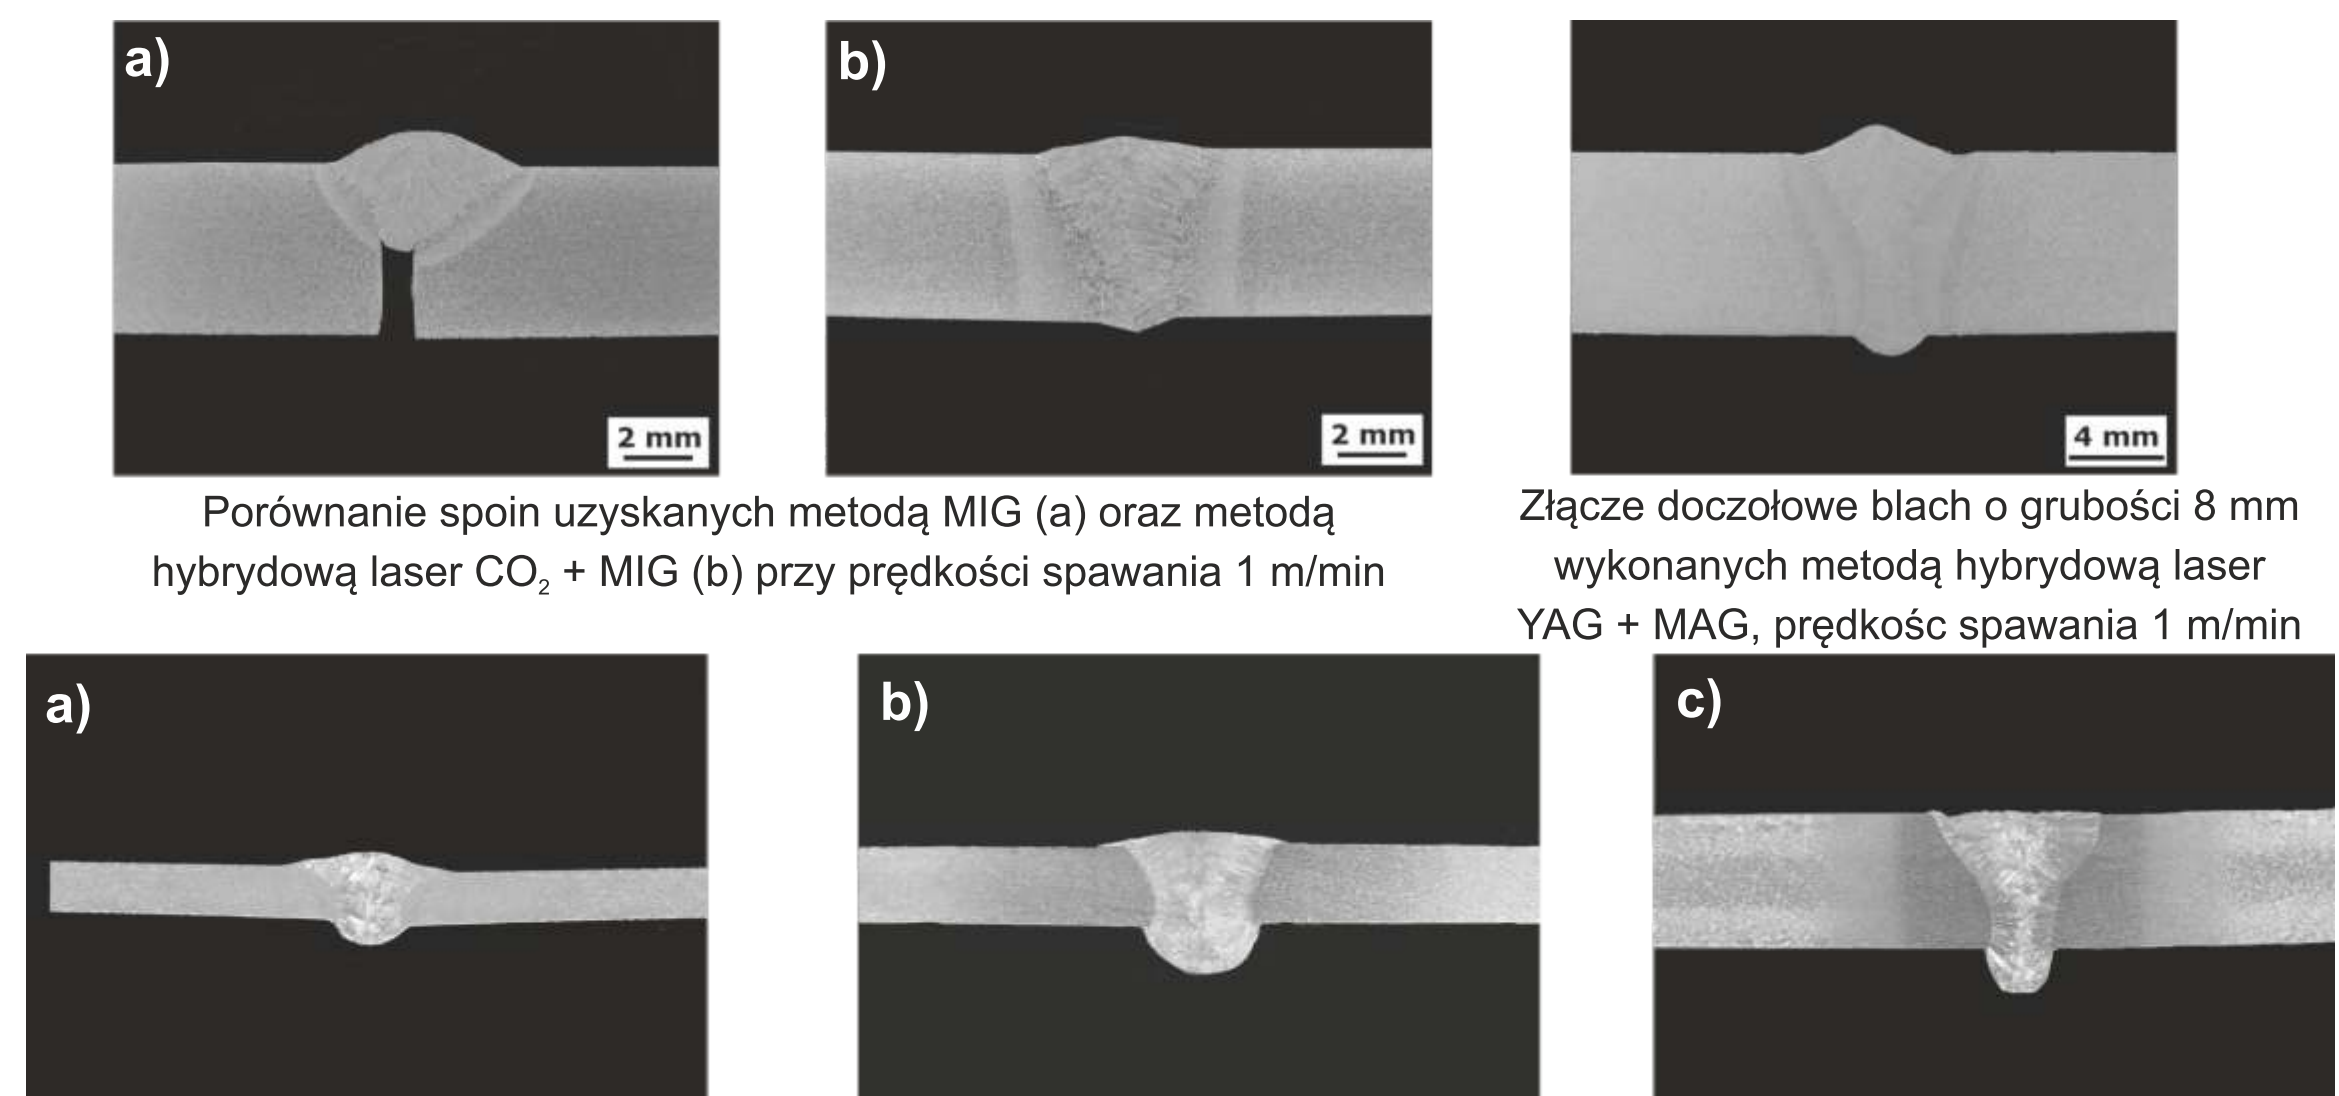 a)
b)
2 mm
2 mm
4 mm
Porównanie spoin uzyskanych metodą MIG (a) oraz metodą
hybrydową laser CO₂ + MIG (b) przy prędkości spawania 1 m/min
Złącze doczołowe blach o grubości 8 mm
wykonanych metodą hybrydową laser
YAG + MAG, prędkośc spawania 1 m/min
a)
b)
c)